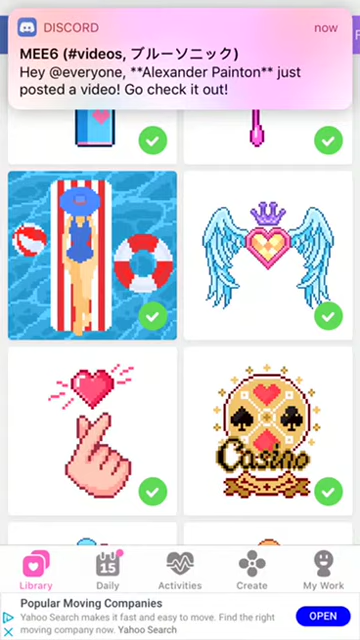 DISCORD
now
MEE6 (#videos, ブルーソニック)
Hey @everyone, **Alexander Painton** just
posted a video! Go check it out!
Casino
Library
15
Daily
Activities
Create
My Work
Popular Moving Companies
Yahoo Search makes it fast and easy to move. Find the right
moving company now. Yahoo Search
OPEN